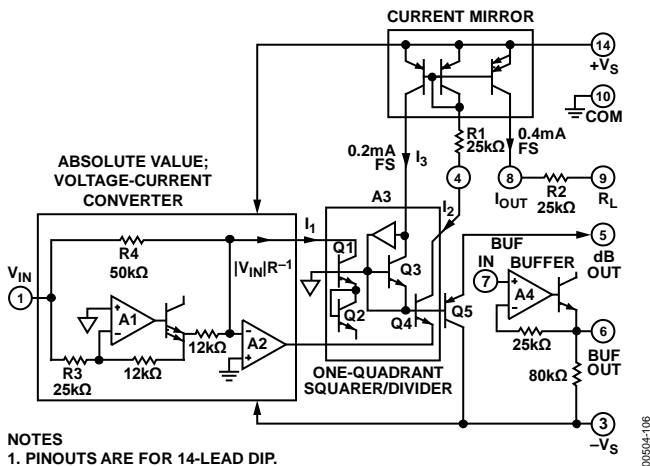 CURRENT MIRROR
14
+VS
10
COM
R1
25kΩ
0.2mA
FS
I3
0.4mA
FS
4
8
IOUT
R2
25kΩ
9
RL
ABSOLUTE VALUE;
VOLTAGE-CURRENT
CONVERTER
A3
I1
I2
R4
50kΩ
|VIN|R–1
Q1
Q2
Q3
Q4
Q5
5
dB
OUT
BUF
IN
7
BUFFER
A4
VIN
1
A1
12kΩ
A2
R3
25kΩ
12kΩ
25kΩ
6
BUF
OUT
80kΩ
ONE-QUADRANT
SQUARER/DIVIDER
3
–VS
NOTES
1. PINOUTS ARE FOR 14-LEAD DIP.
00504-106